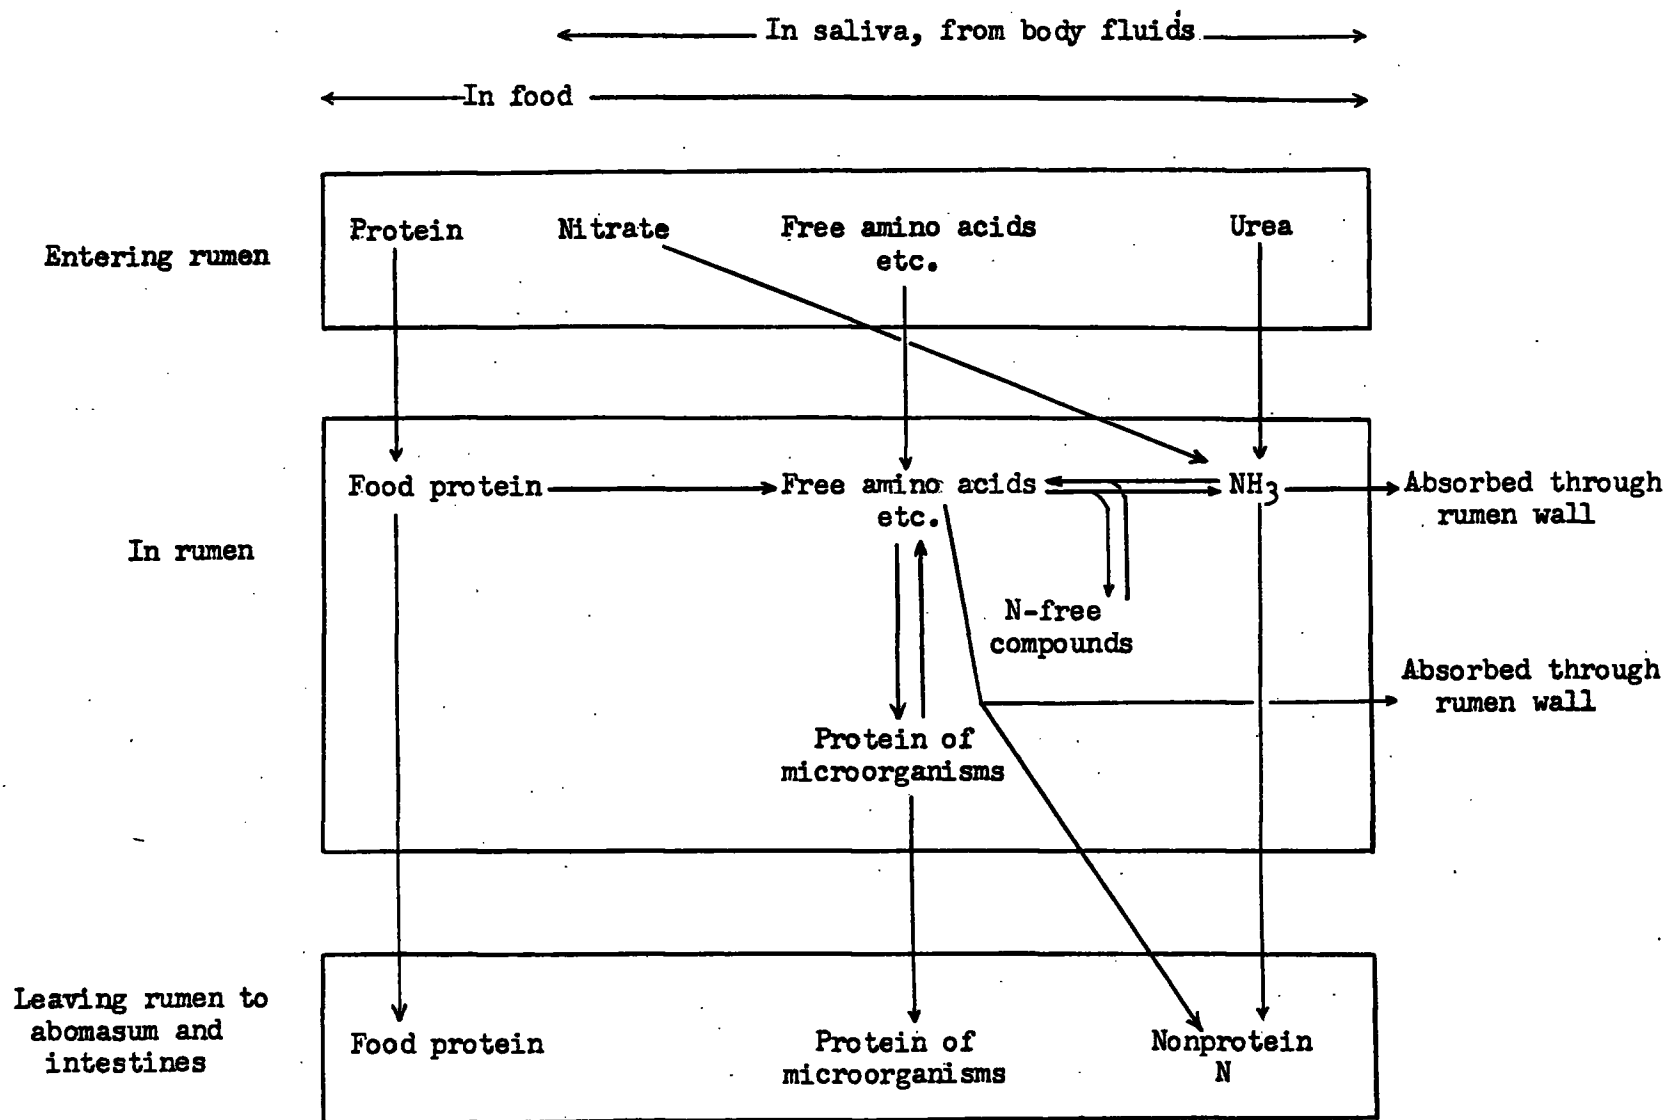 In saliva, from body fluids
In food
Entering rumen
Protein
Nitrate
Free amino acids
etc.
Urea
In rumen
Food protein
Free amino acids
etc.
NH3
Absorbed through
rumen wall
N-free
compounds
Absorbed through
rumen wall
Protein of
microorganisms
Leaving rumen to
abomasum and
intestines
Food protein
Protein of
microorganisms
Nonprotein
N